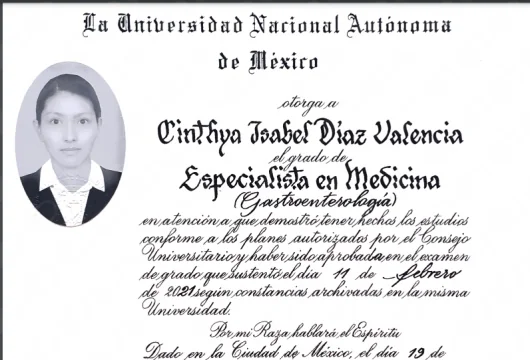 La Universidad Nacional Autónoma
de México
otorga a
Cinthya Isabel Díaz Valencia
el grado de
Especialista en Medicina
(Gastroenterología)
en atención a que demostró tener hechos los estudios
conforme a los planes autorizados por el Consejo
Universitario y haber sido aprobada en el examen
de grado que sustentó el día 11 de febrero
de 2021 según constancias archivadas en la misma
Universidad.
Por mi Raza hablará el Espíritu
Dado en la Ciudad de México, el día 19 de